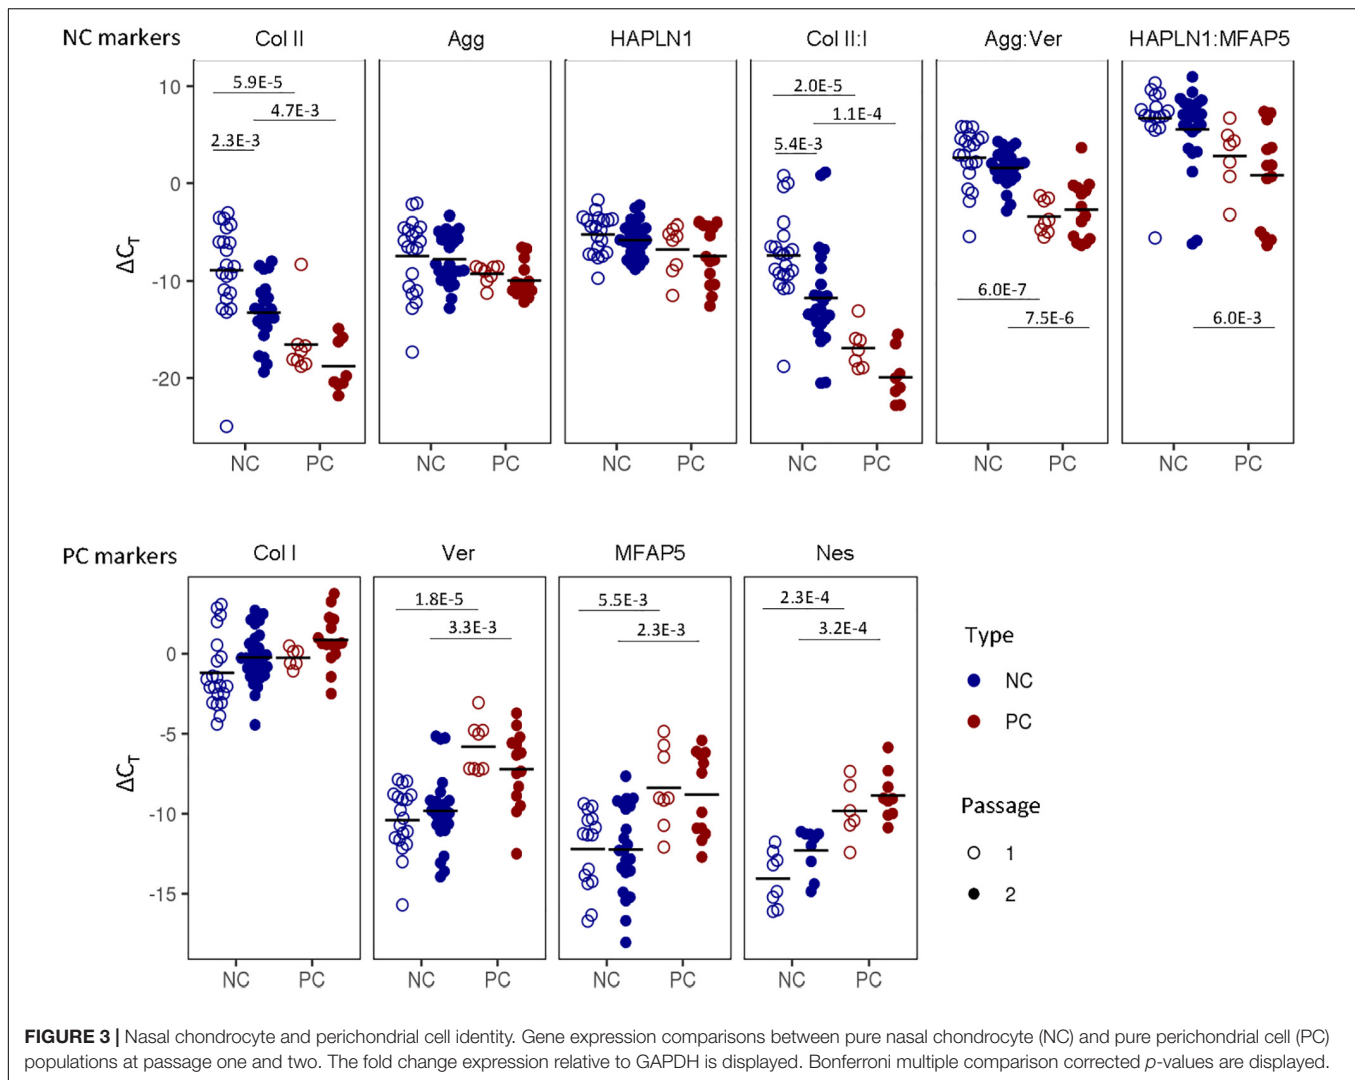 NC markers
Col II
Agg
HAPLN1
Col II:I
Agg:Ver
HAPLN1:MFAP5
10
0
-10
-20
ΔCT
5.9E-5
4.7E-3
2.3E-3
2.0E-5
1.1E-4
5.4E-3
6.0E-7
7.5E-6
6.0E-3
NC PC
NC PC
NC PC
NC PC
NC PC
NC PC
PC markers
Col I
Ver
MFAP5
Nes
0
-5
-10
-15
ΔCT
1.8E-5
3.3E-3
5.5E-3
2.3E-3
2.3E-4
3.2E-4
NC PC
NC PC
NC PC
NC PC
Type
NC
PC
Passage
1
2
FIGURE 3 | Nasal chondrocyte and perichondrial cell identity. Gene expression comparisons between pure nasal chondrocyte (NC) and pure perichondrial cell (PC)
populations at passage one and two. The fold change expression relative to GAPDH is displayed. Bonferroni multiple comparison corrected p-values are displayed.